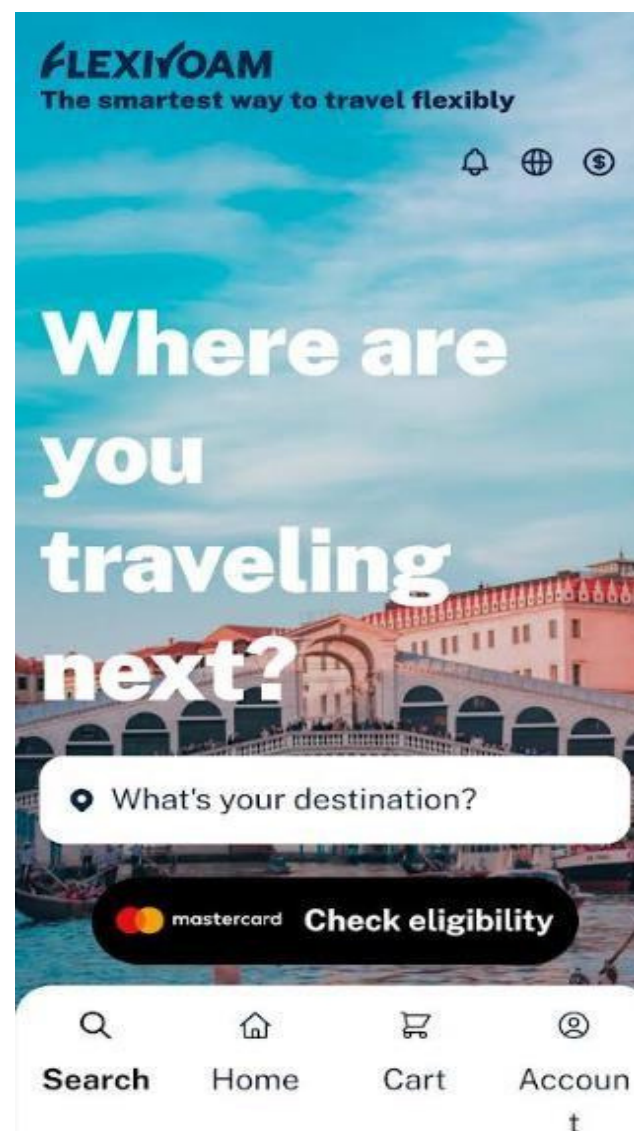 FLEXIROAM
The smartest way to travel flexibly
Where are
you
traveling
next?
What's your destination?
mastercard Check eligibility
Search Home Cart Accoun
t